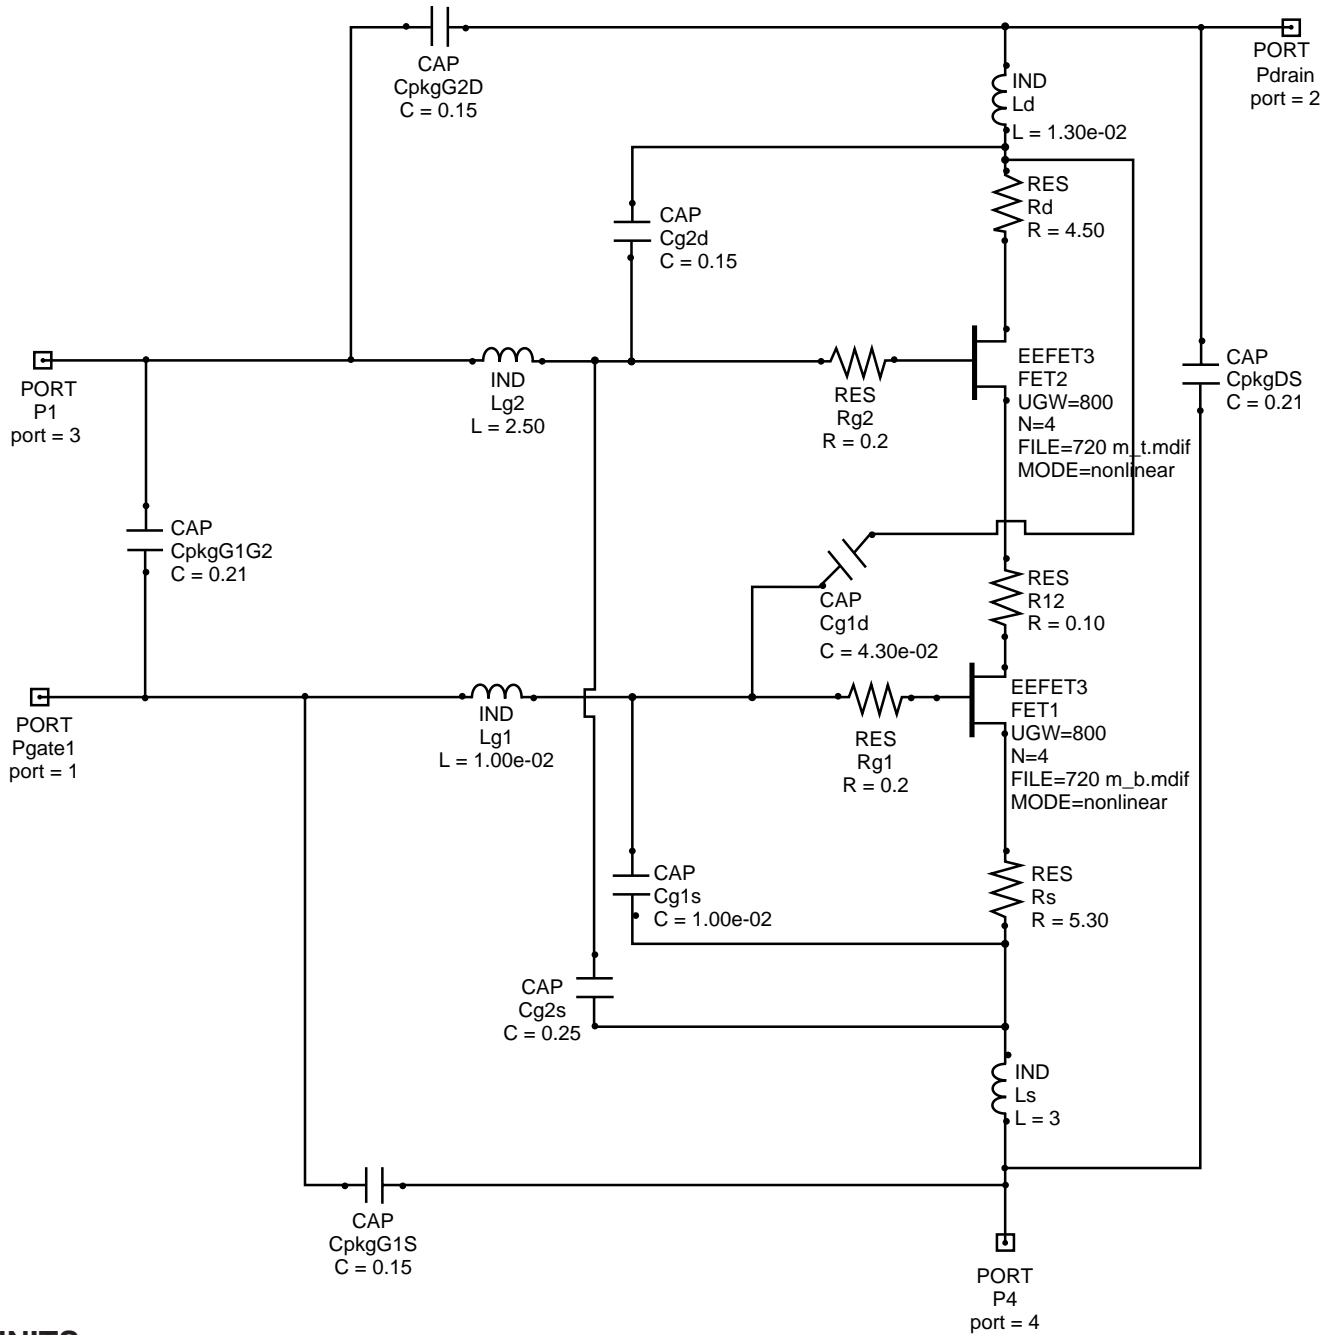 CAP
CpkgG2D
C = 0.15
PORT
Pdrain
port = 2
IND
Ld
L = 1.30e-02
RES
Rd
R = 4.50
CAP
Cg2d
C = 0.15
PORT
P1
port = 3
IND
Lg2
L = 2.50
RES
Rg2
R = 0.2
EEFET3
FET2
UGW=800
N=4
FILE=720 m_t.mdif
MODE=nonlinear
CAP
CpkgDS
C = 0.21
CAP
CpkgG1G2
C = 0.21
CAP
Cg1d
C = 4.30e-02
RES
R12
R = 0.10
PORT
Pgate1
port = 1
IND
Lg1
L = 1.00e-02
RES
Rg1
R = 0.2
EEFET3
FET1
UGW=800
N=4
FILE=720 m_b.mdif
MODE=nonlinear
CAP
Cg1s
C = 1.00e-02
RES
Rs
R = 5.30
CAP
Cg2s
C = 0.25
IND
Ls
L = 3
CAP
CpkgG1S
C = 0.15
PORT
P4
port = 4